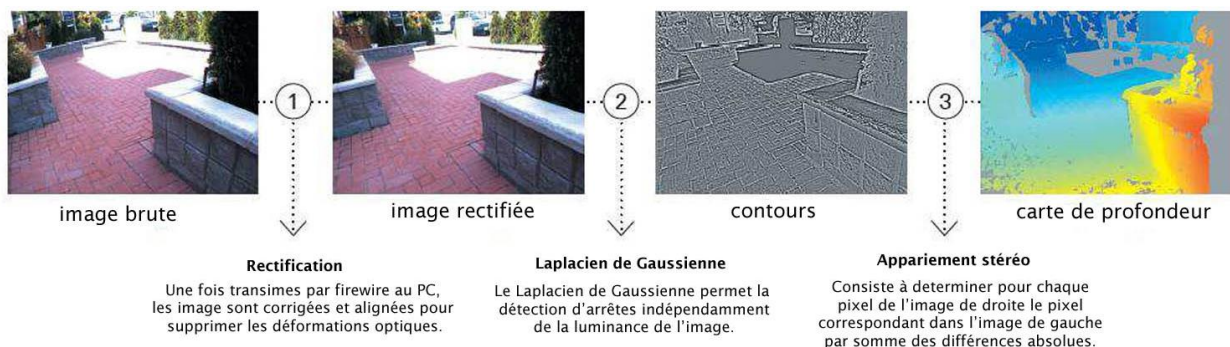 1
2
3
image brute
image rectifiée
contours
carte de profondeur
Rectification
Une fois transimes par firewire au PC,
les image sont corrigées et alignées pour
supprimer les déformations optiques.
Laplacien de Gaussienne
Le Laplacien de Gaussienne permet la
détection d'arrêtes indépendamment
de la luminance de l'image.
Appariement stéréo
Consiste à determiner pour chaque
pixel de l'image de droite le pixel
correspondant dans l'image de gauche
par somme des différences absolues.